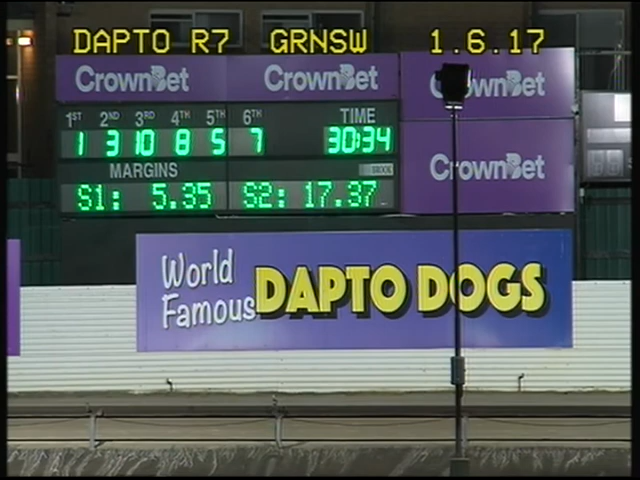 DAPTO R7 GRNSW 1.6.17
CrownBet CrownBet CrownBet
1ST 2ND 3RD 4TH 5TH 6TH TIME
1 3 10 8 5 7 30:34
MARGINS
CrownBet
S1: 5.35 S2: 17.37
World Famous DAPTO DOGS